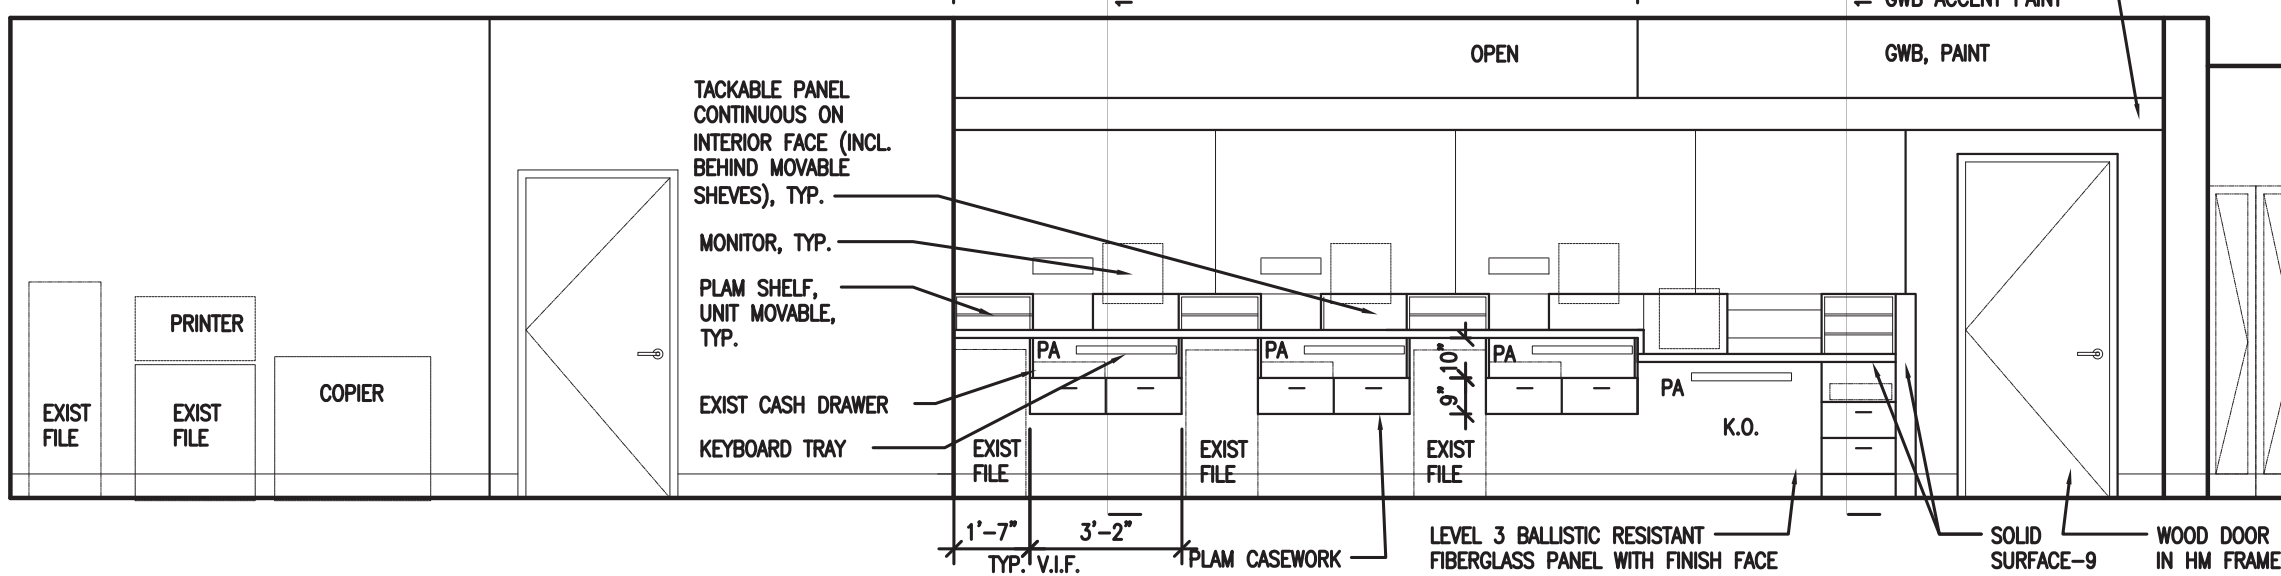 GWB ACCENT PAINT
OPEN
GWB, PAINT
TACKABLE PANEL
CONTINUOUS ON
INTERIOR FACE (INCL.
BEHIND MOVABLE
SHEVES), TYP.
MONITOR, TYP.
PLAM SHELF,
UNIT MOVABLE,
TYP.
PRINTER
COPIER
EXIST
FILE
EXIST
FILE
EXIST CASH DRAWER
KEYBOARD TRAY
PA
PA
PA
PA
10"
9"
K.O.
EXIST
FILE
EXIST
FILE
EXIST
FILE
1'-7"
3'-2"
TYP. V.I.F.
PLAM CASEWORK
LEVEL 3 BALLISTIC RESISTANT
FIBERGLASS PANEL WITH FINISH FACE
SOLID
SURFACE-9
WOOD DOOR
IN HM FRAME